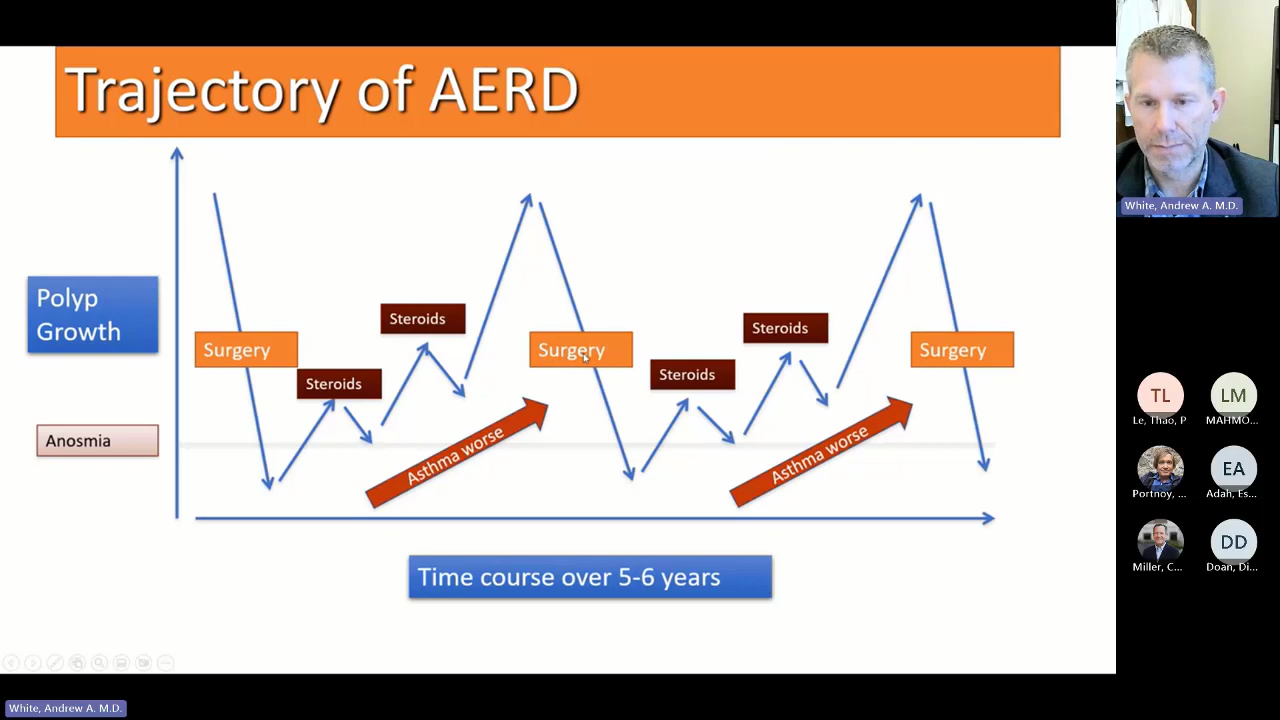 Trajectory of AERD
Polyp
Growth
Anosmia
Surgery
Steroids
Steroids
Asthma worse
Surgery
Steroids
Steroids
Asthma worse
Surgery
Time course over 5-6 years
White, Andrew A. M.D.
TL
LM
Le, Thao, P
MAHMO...
EA
Portnoy, ...
Adah, Es...
DD
Miller, C...
Doan, Di...
White, Andrew A. M.D.